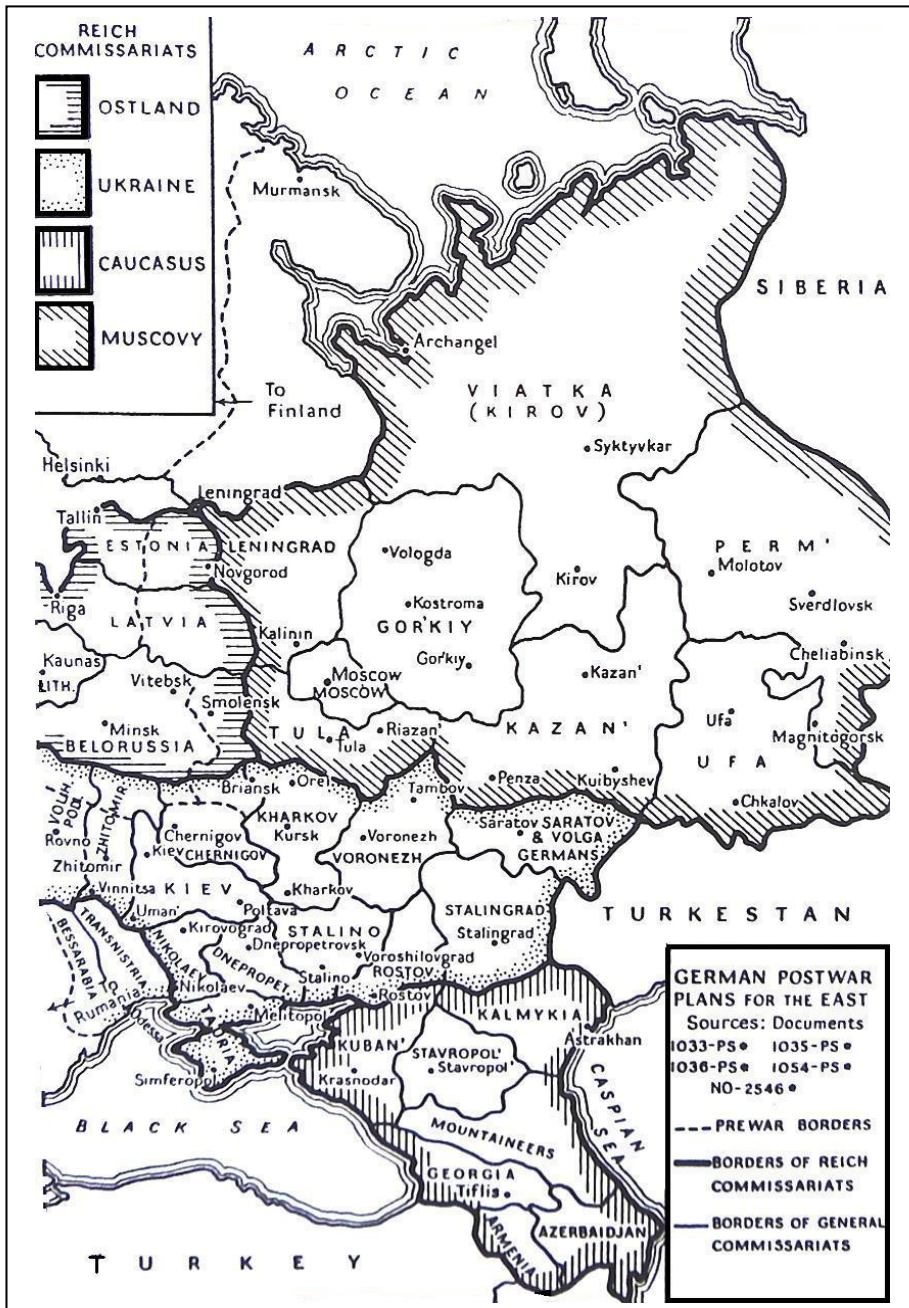 REICH
COMMISSARIATS
OSTLAND
UKRAINE
CAUCASUS
MUSCOVY
ARCTIC
OCEAN
Murmansk
SIBERIA
Archangel
To
Finland
VIATKA
(KIROV)
Syktyvkar
Helsinki
Leningrad
Tallin
ESTONIA
LENINGRAD
Novgorod
Vologda
PERM'
Molotov
Kirov
Riga
Kostroma
Sverdlovsk
LATVIA
GOR'KIY
Kalinin
Gor'kiy
Cheliabinsk
Kaunas
LITH.
Moscow
MOSCOW
Kazan'
Vitebsk
Smolensk
Ufa
Minsk
TULA
Riazan
KAZAN'
Magnitogorsk
BELORUSSIA
Tula
UFA
Penza
Kuibyshev
Chkalov
Briansk
Orel
Tambov
VOLIH.
PODL
ZHITOMIR
KHARKOV
Kursk
Saratov
SARATOV
& VOLGA
GERMANS
Rovno
Chernigov
Voronezh
Kiev
CHERNIGOV
VORONEZH
Zhitomir
Vinnitsa
KIEV
Kharkov
Poltava
STALINGRAD
Uman'
TURKESTAN
Kirovograd
STALINO
Stalingrad
BESSARABIA
TRANSNISTRIA
Dnepropetrovsk
Voroshilovgrad
NIKOLAEV
DNEPROPET.
Stalino
ROSTOV
To
Rumania
Nikolaev
Rostov
Odessa
Melitopol
KALMYKIA
TAURIA
KUBAN'
Astrakhan
STAVROPOL'
Stavropol'
Simferopol
Krasnodar
CASPIAN
SEA
BLACK SEA
MOUNTAINEERS
GEORGIA
Tiflis
AZERBAIDJAN
ARMENIA
TURKEY
GERMAN POSTWAR
PLANS FOR THE EAST
Sources: Documents
1033-PS* 1035-PS*
1036-PS* 1054-PS*
NO-2546*
PREWAR BORDERS
BORDERS OF REICH
COMMISSARIATS
BORDERS OF GENERAL
COMMISSARIATS